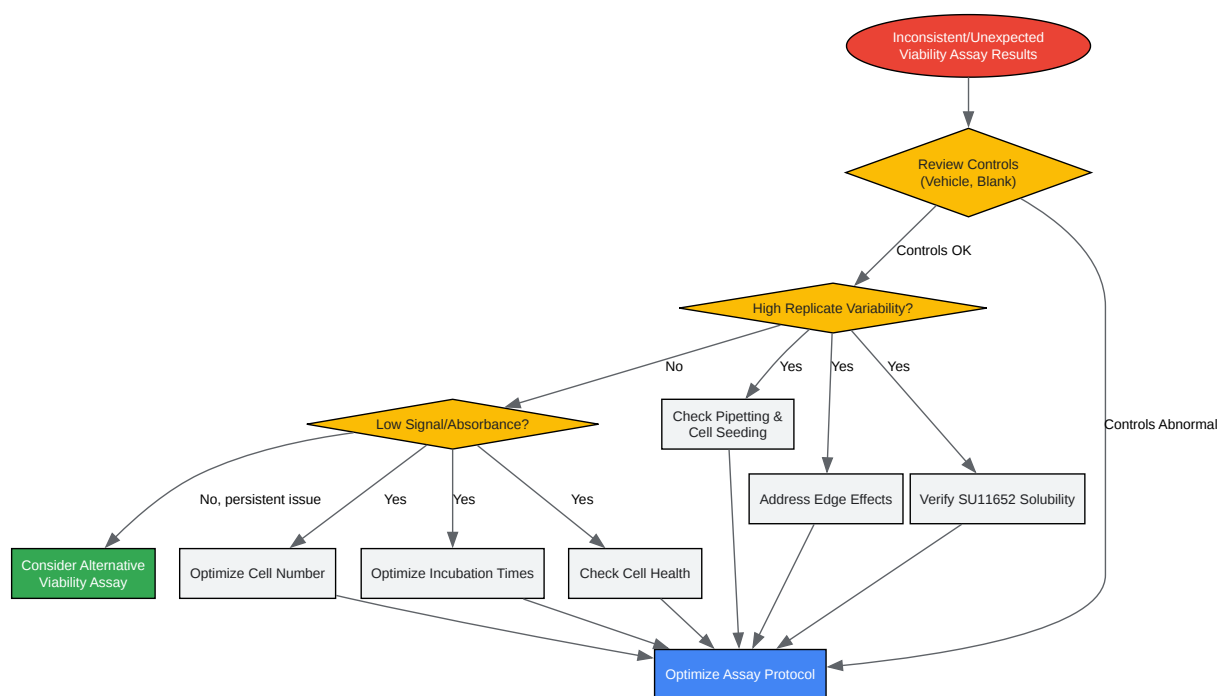 Inconsistent/Unexpected
Viability Assay Results
Review Controls
(Vehicle, Blank)
Controls OK
High Replicate Variability?
No
Yes
Yes
Yes
Low Signal/Absorbance?
Check Pipetting &
Cell Seeding
Controls Abnormal
No, persistent issue
Yes
Yes
Yes
Address Edge Effects
Verify SU11652 Solubility
Consider Alternative
Viability Assay
Optimize Cell Number
Optimize Incubation Times
Check Cell Health
Optimize Assay Protocol